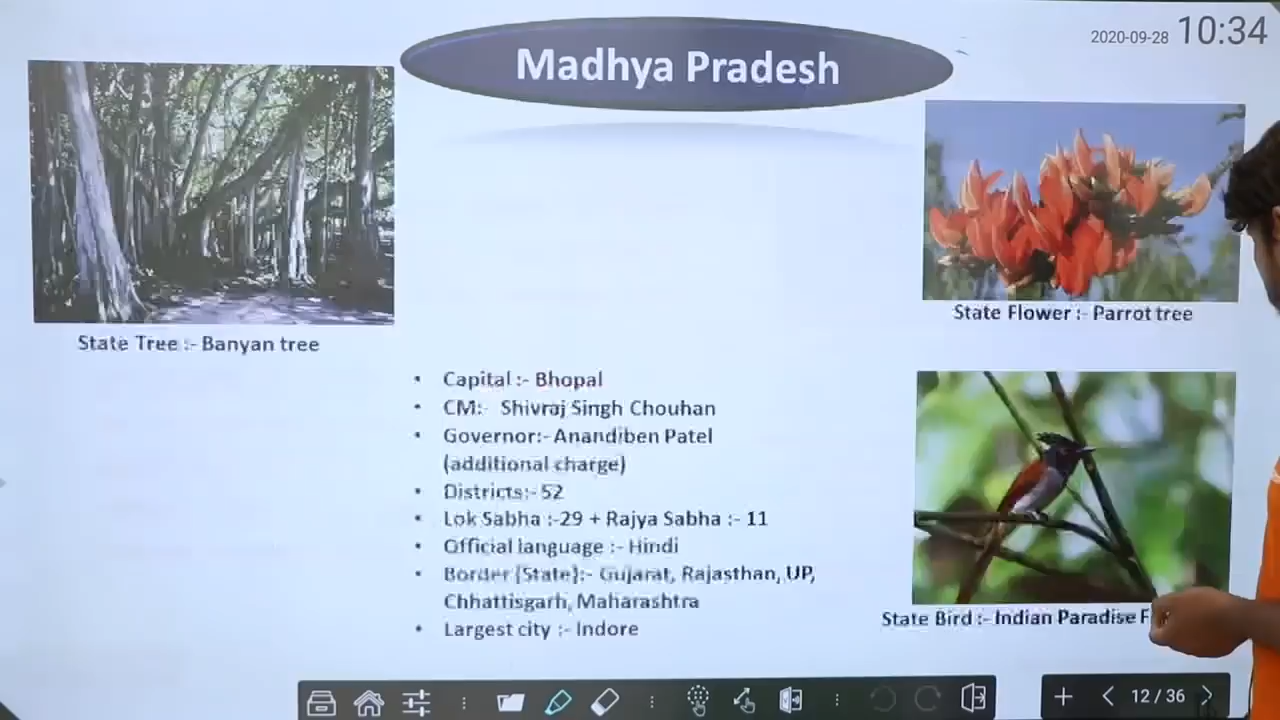 2020-09-28 10:34
Madhya Pradesh
State Tree :- Banyan tree
State Flower :- Parrot tree
• Capital :- Bhopal
• CM:- Shivraj Singh Chouhan
• Governor:- Anandiben Patel
(additional charge)
• Districts:- 52
• Lok Sabha :-29 + Rajya Sabha :- 11
• Official language :- Hindi
• Border (State):- Gujarat, Rajasthan, UP,
Chhattisgarh, Maharashtra
• Largest city :- Indore
State Bird :- Indian Paradise F
12 / 36